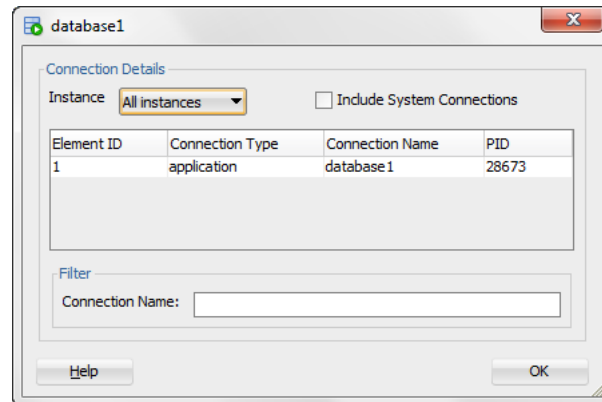 database1
Connection Details
Instance All instances Include System Connections
Element ID Connection Type Connection Name PID
1 application database1 28673
Filter
Connection Name:
Help OK